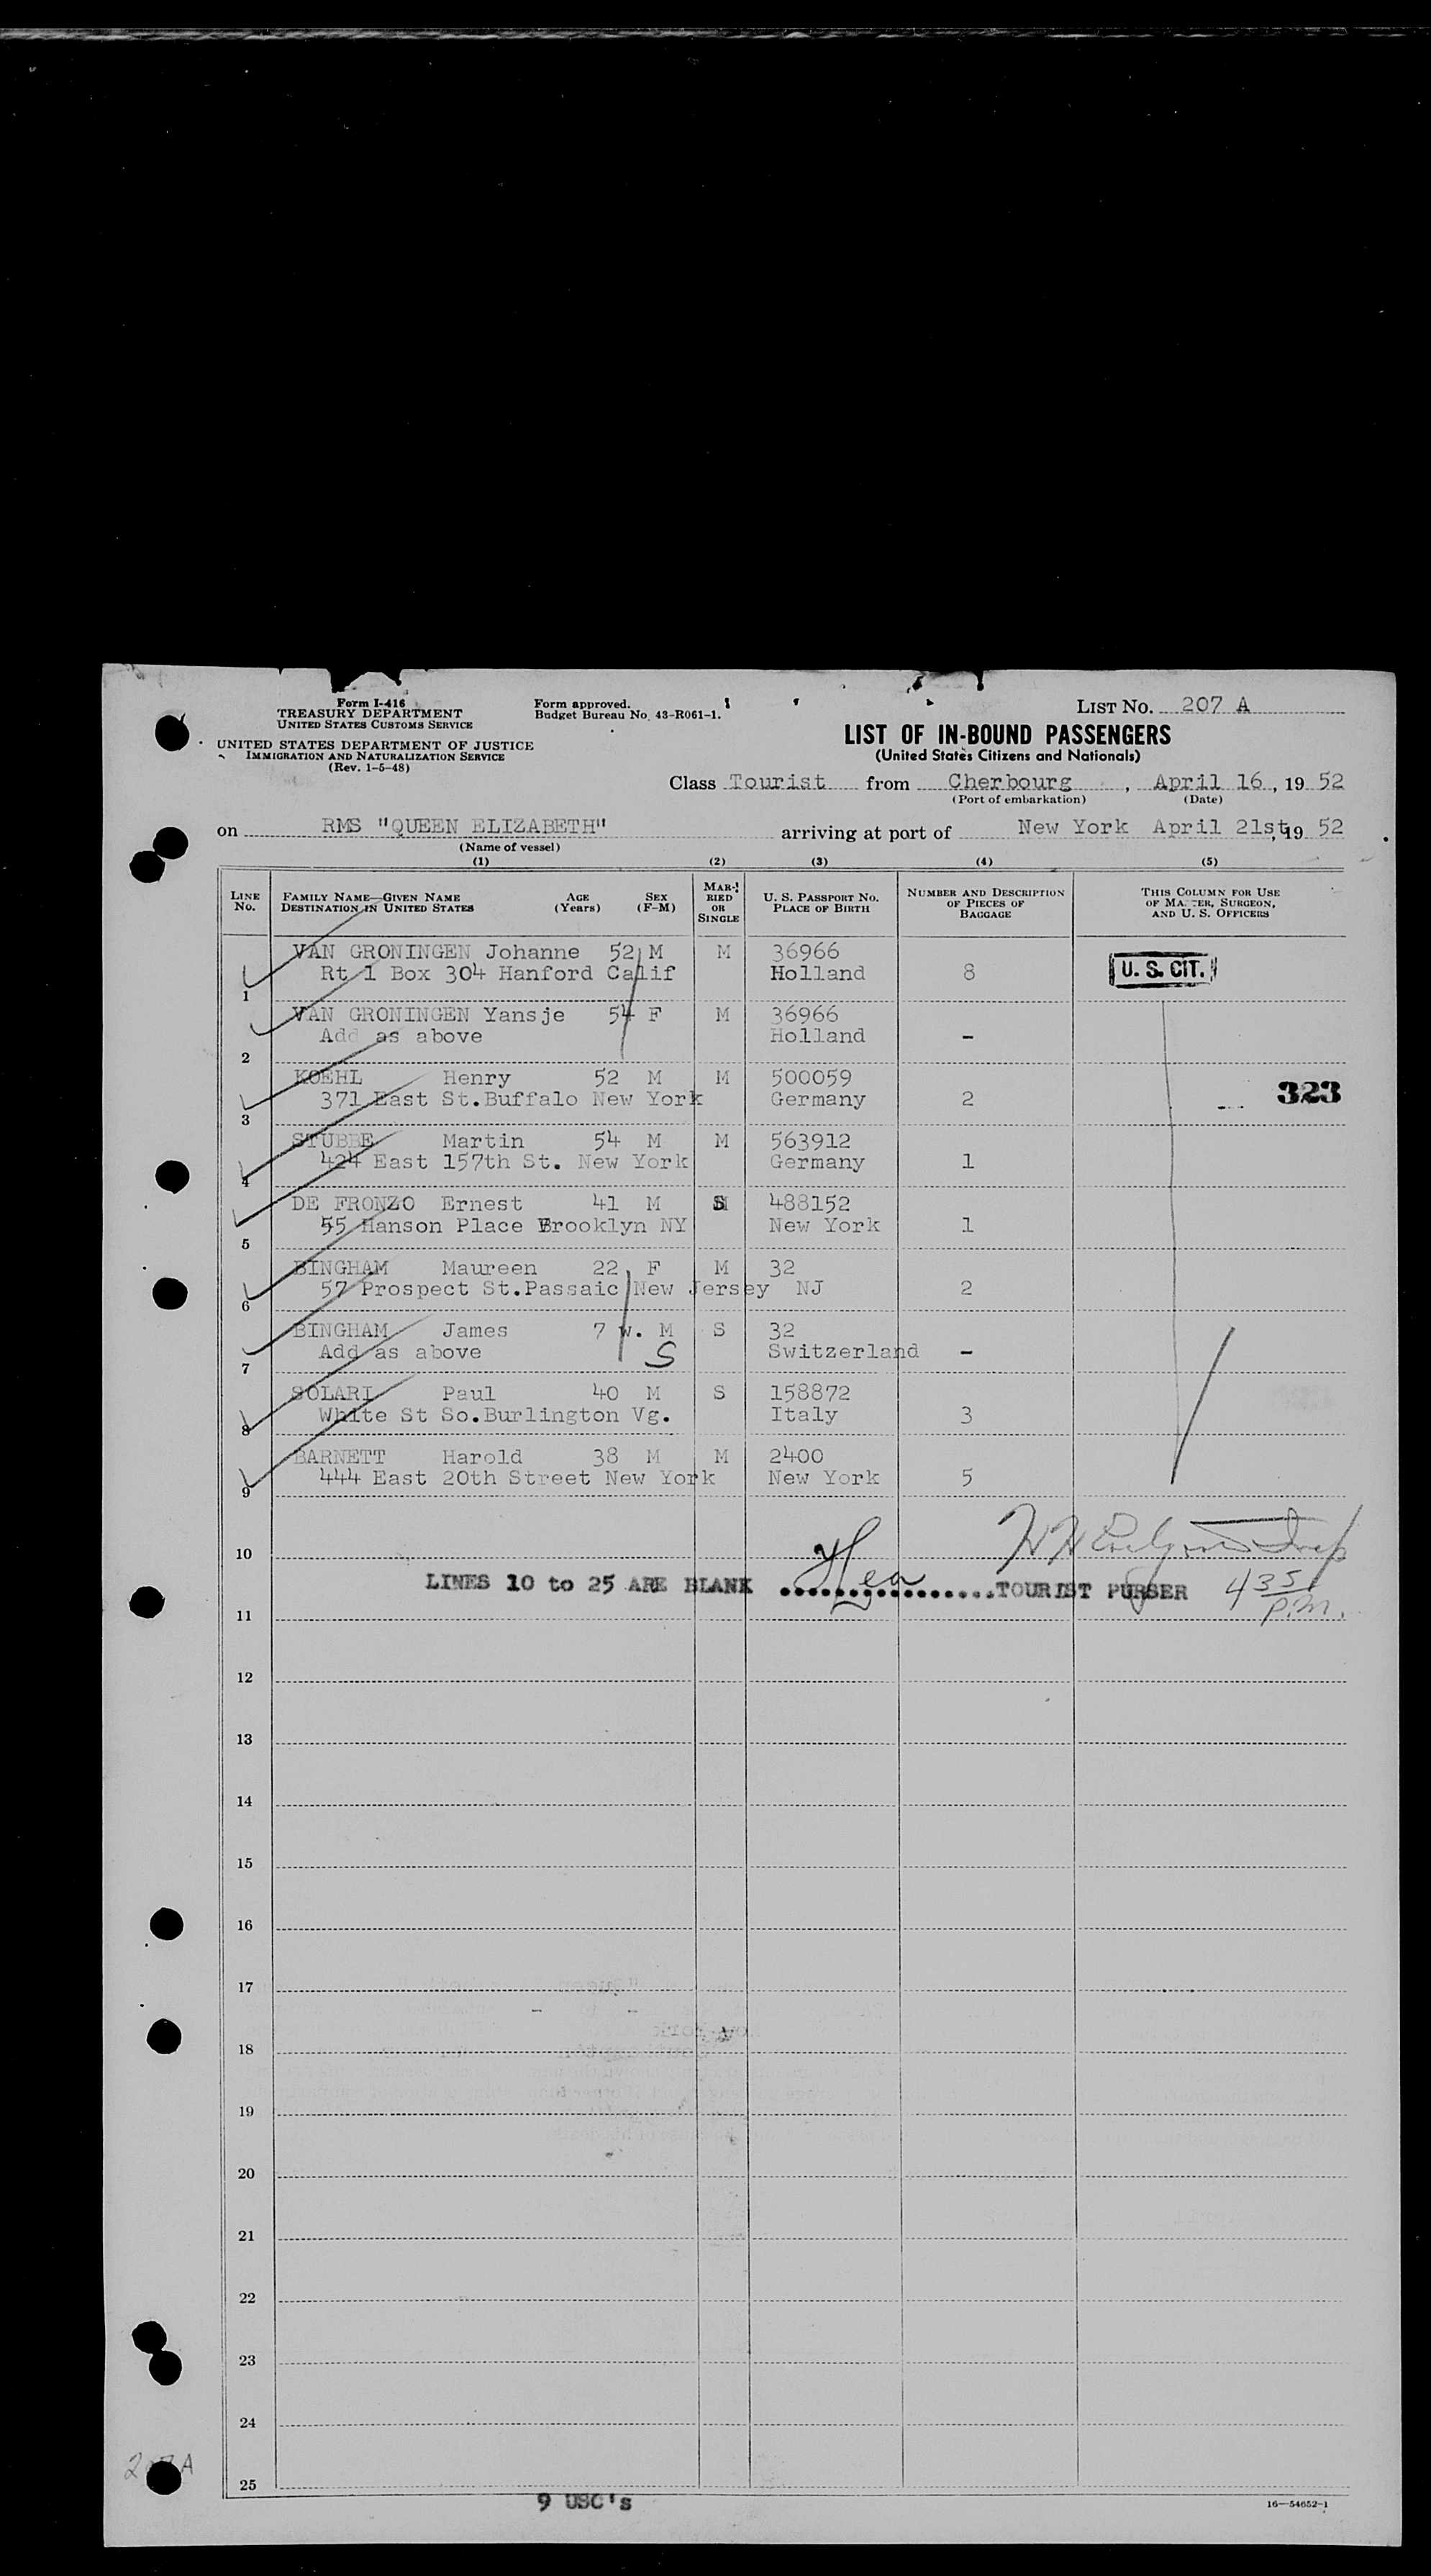 Form I-416
TREASURY DEPARTMENT
UNITED STATES CUSTOMS SERVICE
UNITED STATES DEPARTMENT OF JUSTICE
IMMIGRATION AND NATURALIZATION SERVICE
(Rev. 1-5-48)
Form approved.
Budget Bureau No. 43-R061-1.
LIST No. 207 A
LIST OF IN-BOUND PASSENGERS
(United States Citizens and Nationals)
Class Tourist from Cherbourg, April 16, 19 52
(Port of embarkation) (Date)
on RMS "QUEEN ELIZABETH" arriving at port of New York April 21st, 19 52
(Name of vessel)
(1) (2) (3) (4) (5)
LINE No. FAMILY NAME—GIVEN NAME DESTINATION IN UNITED STATES AGE (Years) SEX (F-M) MARRIED OR SINGLE U. S. PASSPORT No. PLACE OF BIRTH NUMBER AND DESCRIPTION OF PIECES OF BAGGAGE THIS COLUMN FOR USE OF MASTER, SURGEON, AND U. S. OFFICERS
VAN GRONINGEN Johanne 52 M M 36966
1 Rt 1 Box 304 Hanford Calif Holland 8 U. S. CIT.
VAN GRONINGEN Yansje 54 F M 36966
2 Add as above Holland -
KOEHL Henry 52 M M 500059
3 371 East St.Buffalo New York Germany 2 323
STUBBE Martin 54 M M 563912
4 424 East 157th St. New York Germany 1
DE FRONZO Ernest 41 M S 488152
5 55 Hanson Place Brooklyn NY New York 1
BINGHAM Maureen 22 F M 32
6 57 Prospect St.Passaic New Jersey NJ 2
BINGHAM James 7 w. M S 32
7 Add as above S Switzerland -
SOLARI Paul 40 M S 158872
8 White St So.Burlington Vg. Italy 3
BARNETT Harold 38 M M 2400
9 444 East 20th Street New York New York 5
10
LINES 10 to 25 ARE BLANK TOURIST PURSER 4 35 p.m.
11
12
13
14
15
16
17
18
19
20
21
22
23
24
25
9 USC's
16—54652-1